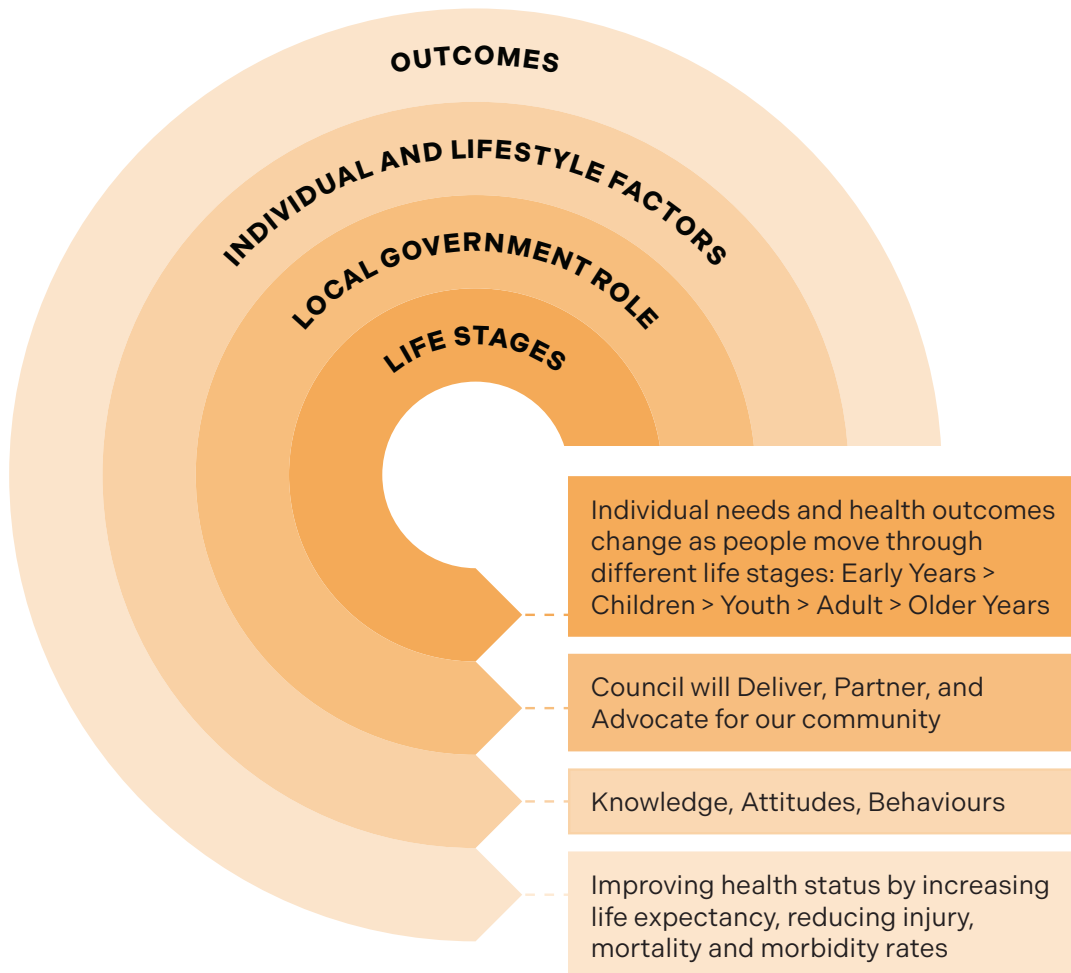 OUTCOMES
INDIVIDUAL AND LIFESTYLE FACTORS
LOCAL GOVERNMENT ROLE
LIFE STAGES
Individual needs and health outcomes
change as people move through
different life stages: Early Years >
Children > Youth > Adult > Older Years
Council will Deliver, Partner, and
Advocate for our community
Knowledge, Attitudes, Behaviours
Improving health status by increasing
life expectancy, reducing injury,
mortality and morbidity rates